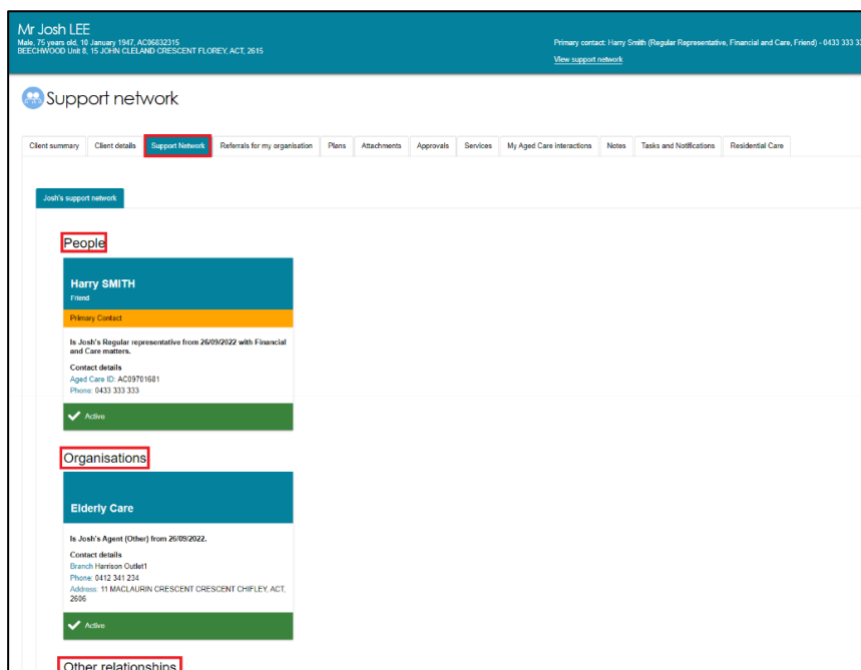 Mr Josh LEE
Male, 75 years old, 10 January 1947, AC06832315
BEECHWOOD Unit 8, 15 JOHN CLELAND CRESCENT FLOREY, ACT, 2615
Primary contact: Harry Smith (Regular Representative, Financial and Care, Friend) - 0433 333
View support network
Support network
Client summary Client details Support Network Referrals for my organisation Plans Attachments Approvals Services My Aged Care interactions Notes Tasks and Notifications Residential Care
Josh's support network
People
Harry SMITH
Friend
Primary Contact
Is Josh's Regular representative from 26/09/2022 with Financial
and Care matters.
Contact details
Aged Care ID: AC09701681
Phone: 0433 333 333
Active
Organisations
Elderly Care
Is Josh's Agent (Other) from 26/09/2022.
Contact details
Branch Harrison Outlet1
Phone: 0412 341 234
Address: 11 MACLAURIN CRESCENT CRESCENT CHIFLEY, ACT,
2606
Active
Other relationships